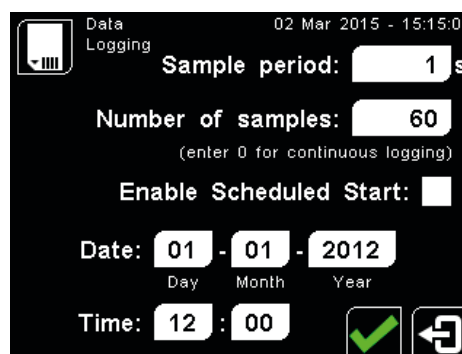 Data 02 Mar 2015 - 15:15:0
Logging
Sample period: 1 s
Number of samples: 60
(enter 0 for continuous logging)
Enable Scheduled Start:
Date: 01 - 01 - 2012
Day Month Year
Time: 12 : 00